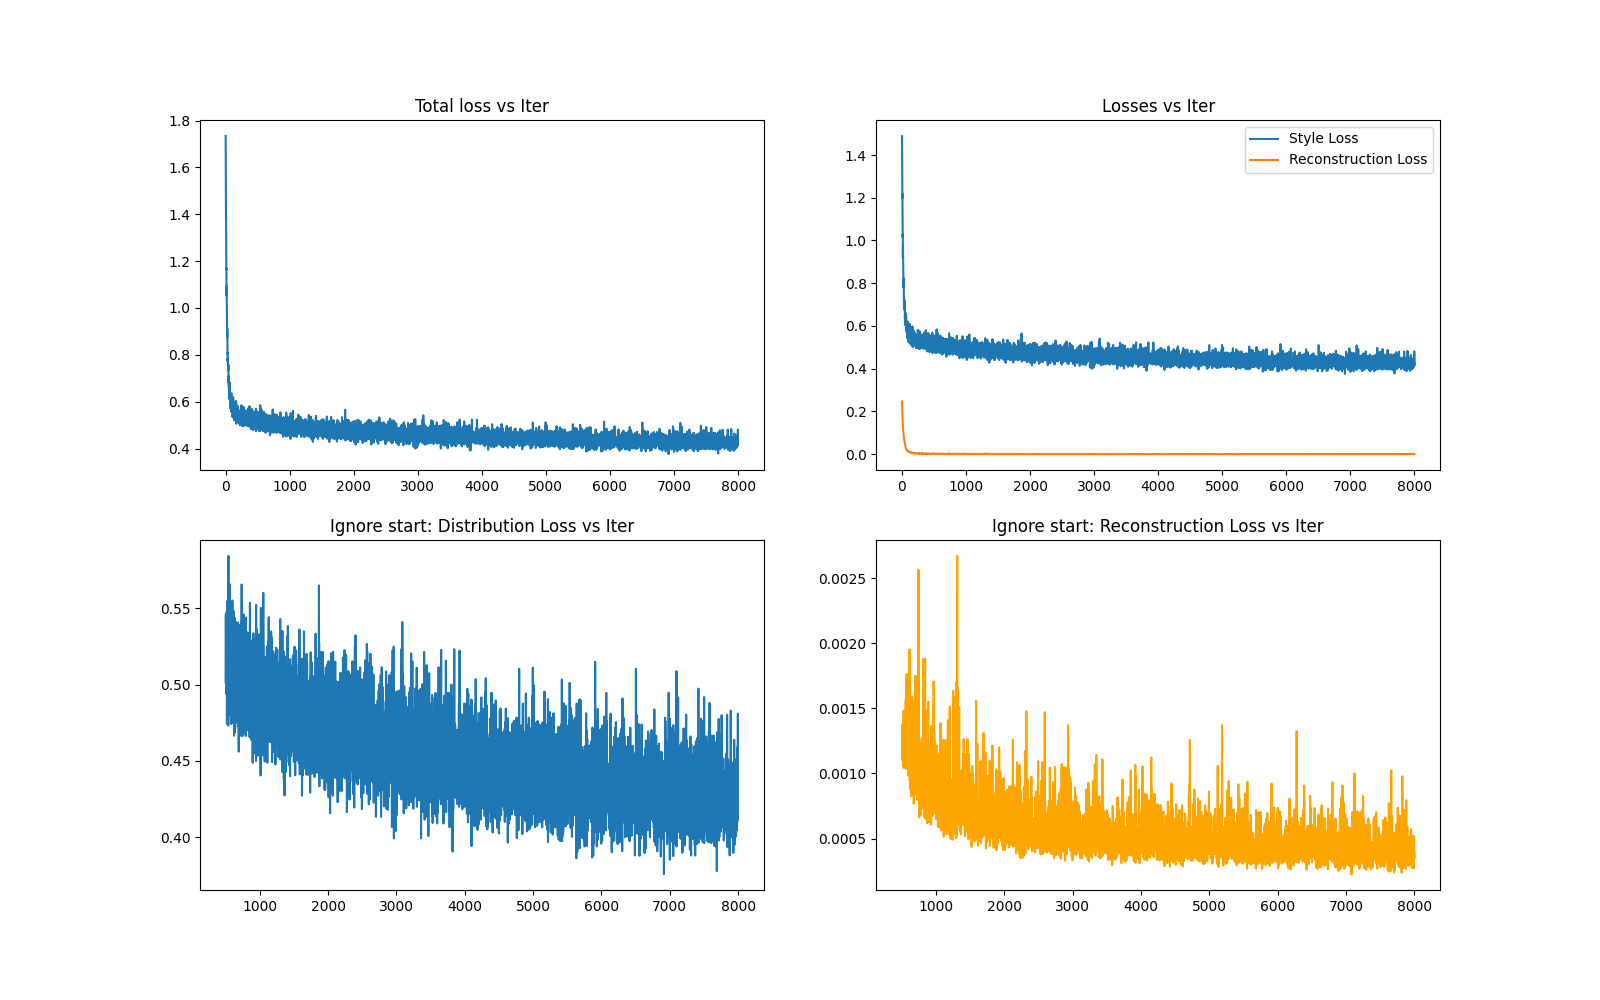 Total loss vs Iter
1.8
1.6
1.4
1.2
1.0
0.8
0.6
0.4
0 1000 2000 3000 4000 5000 6000 7000 8000
Losses vs Iter
Style Loss
Reconstruction Loss
1.4
1.2
1.0
0.8
0.6
0.4
0.2
0.0
0 1000 2000 3000 4000 5000 6000 7000 8000
Ignore start: Distribution Loss vs Iter
0.55
0.50
0.45
0.40
1000 2000 3000 4000 5000 6000 7000 8000
Ignore start: Reconstruction Loss vs Iter
0.0025
0.0020
0.0015
0.0010
0.0005
1000 2000 3000 4000 5000 6000 7000 8000